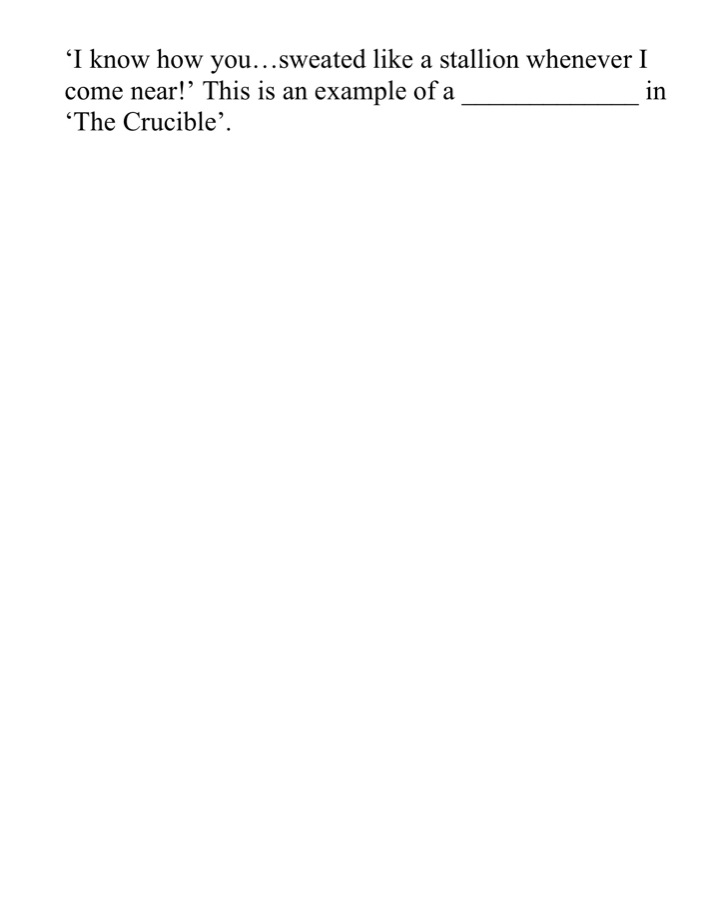 ‘I know how you…sweated like a stallion whenever I
come near!’ This is an example of a _____________ in
‘The Crucible’.